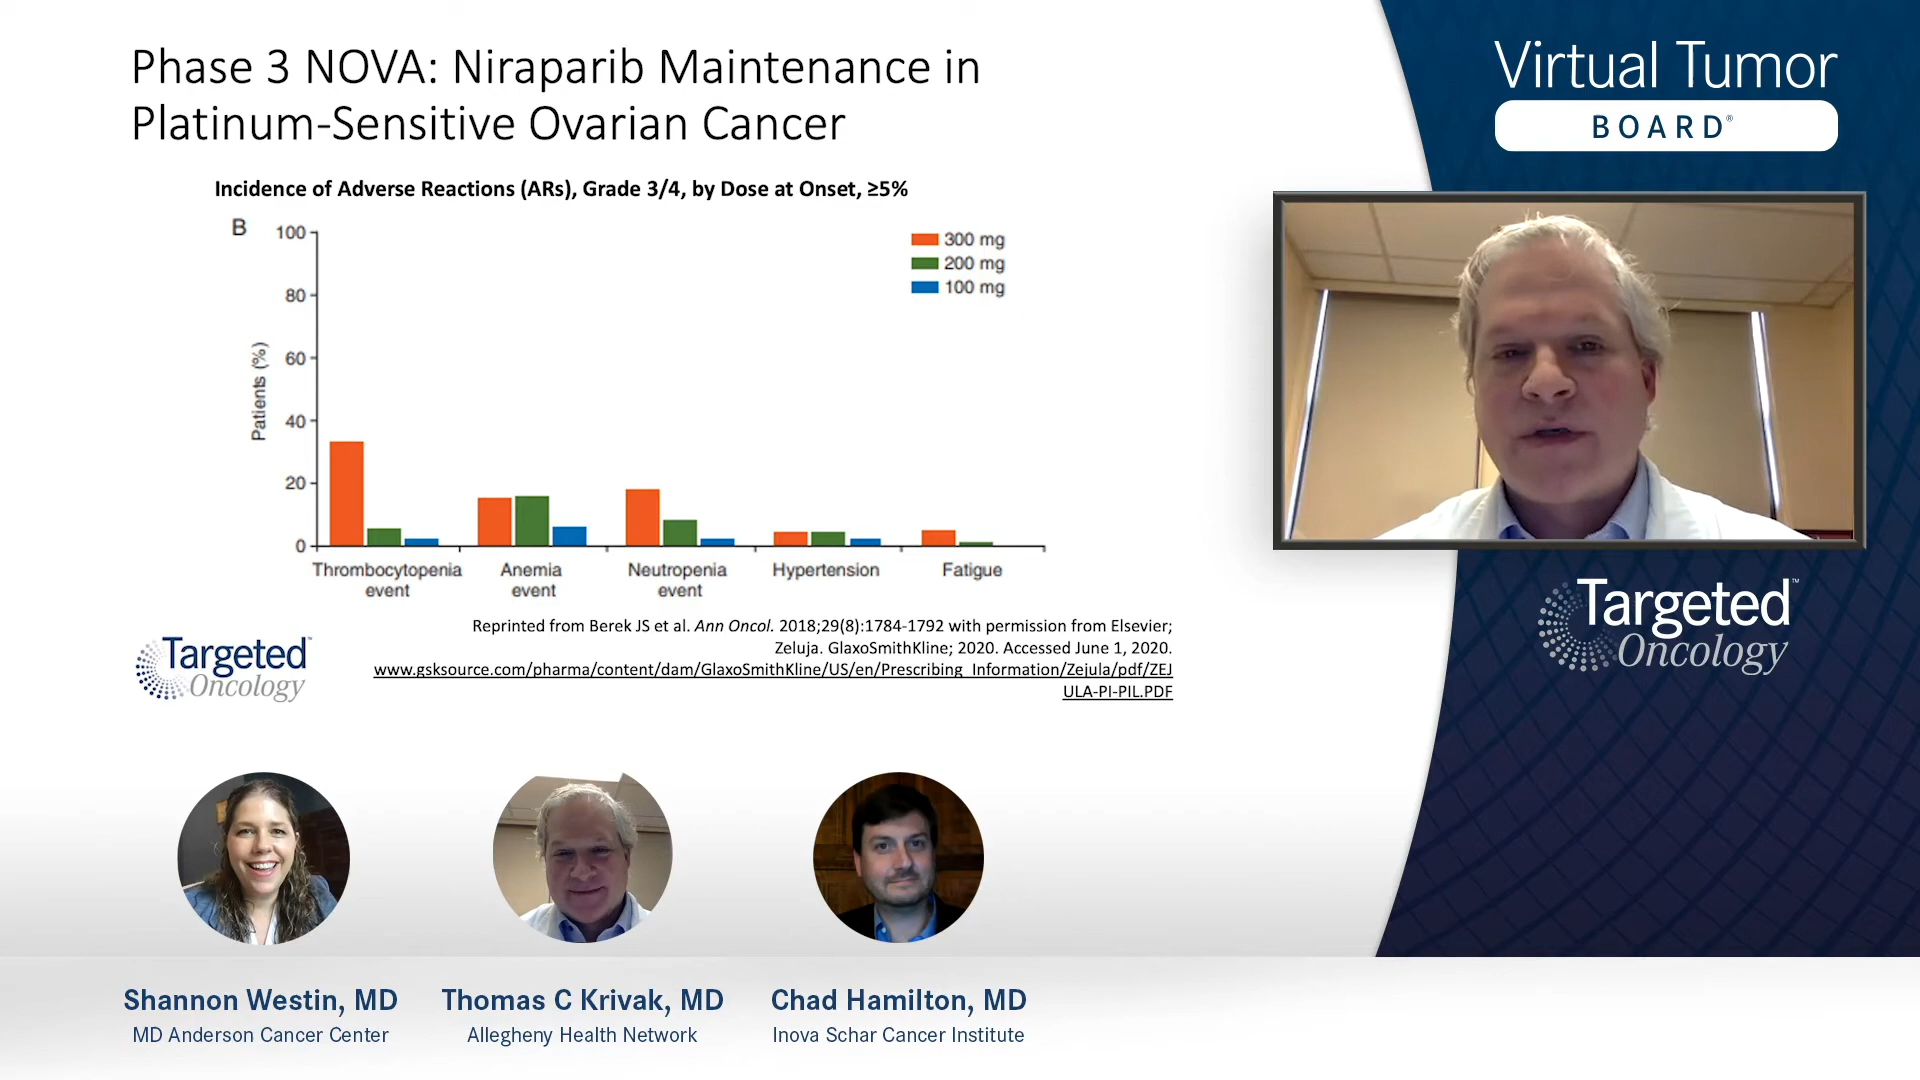 Phase 3 NOVA: Niraparib Maintenance in
Platinum-Sensitive Ovarian Cancer
Incidence of Adverse Reactions (ARs), Grade 3/4, by Dose at Onset, ≥5%
B
100
80
60
40
20
0
Patients (%)
300 mg
200 mg
100 mg
Thrombocytopenia
event
Anemia
event
Neutropenia
event
Hypertension
Fatigue
Reprinted from Berek JS et al. Ann Oncol. 2018;29(8):1784-1792 with permission from Elsevier;
Zeluja. GlaxoSmithKline; 2020. Accessed June 1, 2020.
www.gsksource.com/pharma/content/dam/GlaxoSmithKline/US/en/Prescribing_Information/Zejula/pdf/ZEJ
ULA-PI-PIL.PDF
Targeted™
Oncology
Virtual Tumor
BOARD®
Targeted™
Oncology
Shannon Westin, MD
MD Anderson Cancer Center
Thomas C Krivak, MD
Allegheny Health Network
Chad Hamilton, MD
Inova Schar Cancer Institute